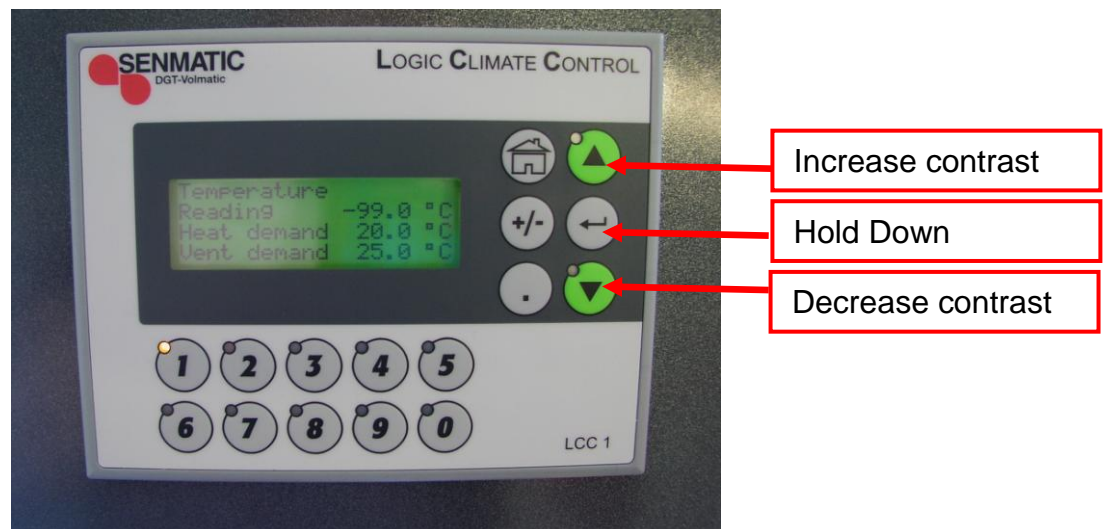 SENMATIC
DGT-Volmatic
LOGIC CLIMATE CONTROL
Temperature
Reading -99.0 °C
Heat demand 20.0 °C
Vent demand 25.0 °C
+/-
.
1 2 3 4 5
6 7 8 9 0
LCC 1
Increase contrast
Hold Down
Decrease contrast